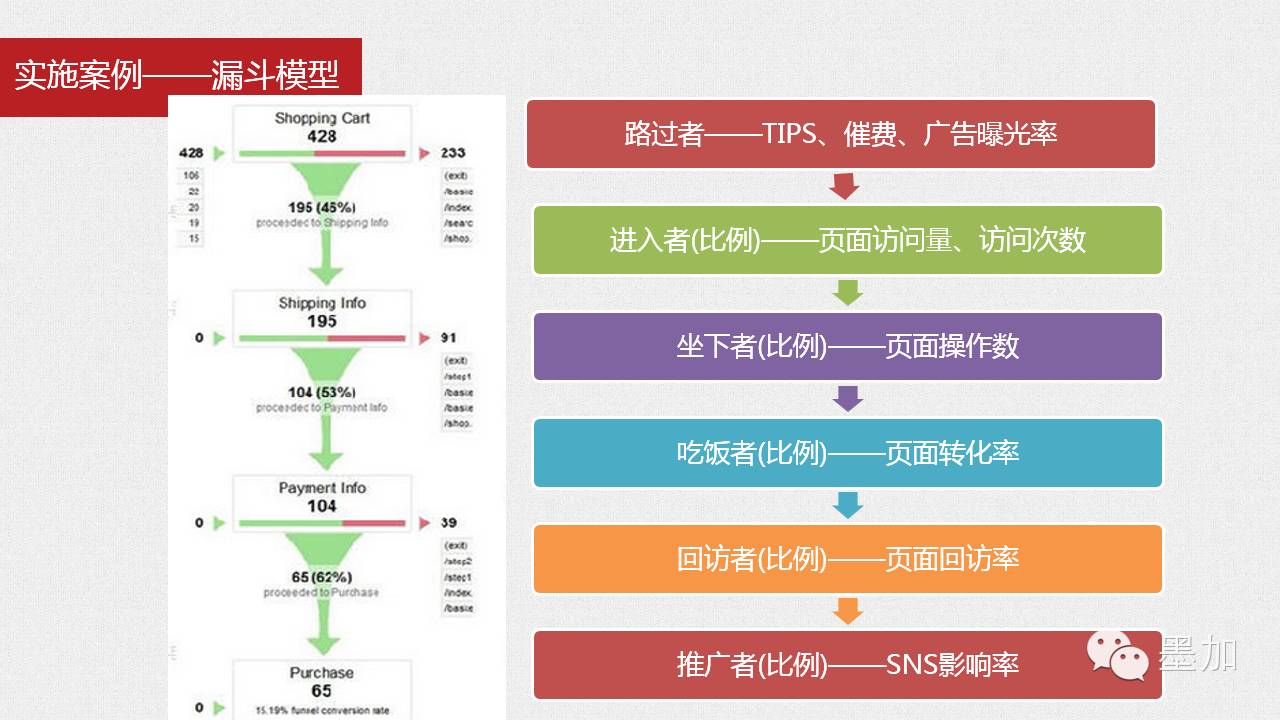 实施案例——漏斗模型
Shopping Cart
428
428
233
106
22
20
19
15
(exit)
/index.
/searc
/shop.
195 (45%)
proceeded to Shipping Info
Shipping Info
195
0
91
(exit)
/step1
/shop.
104 (53%)
proceeded to Payment Info
Payment Info
104
0
39
(exit)
/step2
/step1
/index.
65 (62%)
proceeded to Purchase
Purchase
65
0
15.19% funnel conversion rate
路过者——TIPS、催费、广告曝光率
进入者(比例)——页面访问量、访问次数
坐下者(比例)——页面操作数
吃饭者(比例)——页面转化率
回访者(比例)——页面回访率
推广者(比例)——SNS影响率
墨加